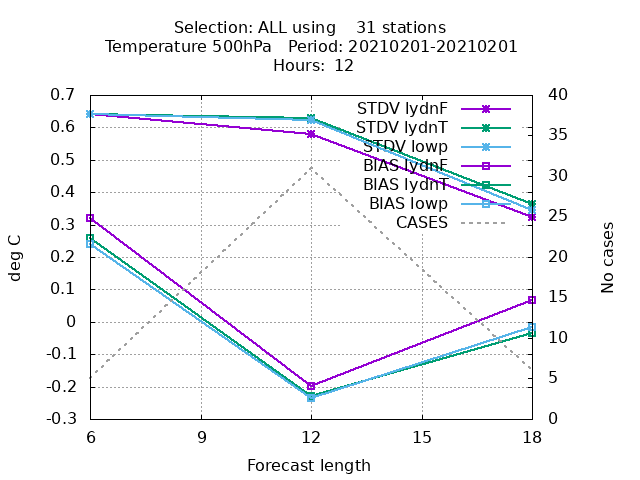 Selection: ALL using    31 stations
Temperature 500hPa   Period: 20210201-20210201
Hours:  12
0.7
0.6
0.5
0.4
0.3
0.2
0.1
0
-0.1
-0.2
-0.3
deg C
STDV lydnF
STDV lydnT
STDV lowp
BIAS lydnF
BIAS lydnT
BIAS lowp
CASES
40
35
30
25
20
15
10
5
0
No cases
6 9 12 15 18
Forecast length